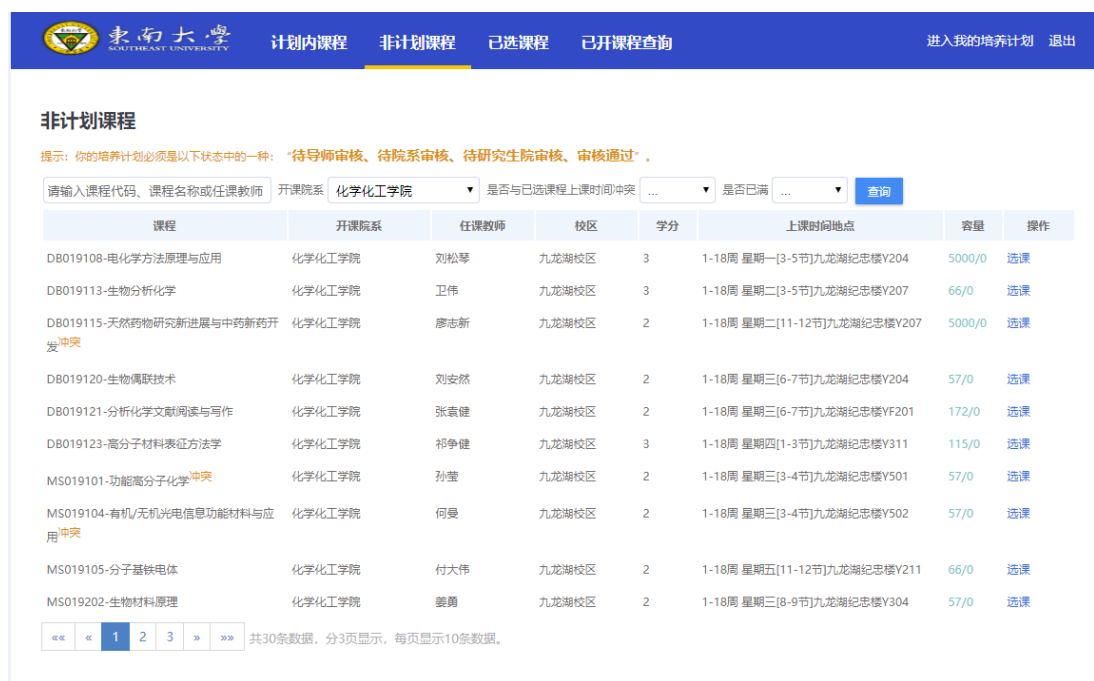 東南大學 SOUTHEAST UNIVERSITY 计划内课程 非计划课程 已选课程 已开课程查询 进入我的培养计划 退出
非计划课程
提示：你的培养计划必须是以下状态中的一种： “待导师审核、待院系审核、待研究生院审核、审核通过” 。
请输入课程代码、课程名称或任课教师 开课院系 化学化工学院 是否与已选课程上课时间冲突 ... 是否已满 ... 查询
课程 开课院系 任课教师 校区 学分 上课时间地点 容量 操作
DB019108-电化学方法原理与应用 化学化工学院 刘松琴 九龙湖校区 3 1-18周 星期一[3-5节]九龙湖纪忠楼Y204 5000/0 选课
DB019113-生物分析化学 化学化工学院 卫伟 九龙湖校区 3 1-18周 星期二[3-5节]九龙湖纪忠楼Y207 66/0 选课
DB019115-天然药物研究新进展与中药新药开 化学化工学院 廖志新 九龙湖校区 2 1-18周 星期二[11-12节]九龙湖纪忠楼Y207 5000/0 选课
发冲突
DB019120-生物偶联技术 化学化工学院 刘安然 九龙湖校区 2 1-18周 星期三[6-7节]九龙湖纪忠楼Y204 57/0 选课
DB019121-分析化学文献阅读与写作 化学化工学院 张袁健 九龙湖校区 2 1-18周 星期三[6-7节]九龙湖纪忠楼YF201 172/0 选课
DB019123-高分子材料表征方法学 化学化工学院 祁争健 九龙湖校区 3 1-18周 星期四[1-3节]九龙湖纪忠楼Y311 115/0 选课
MS019101-功能高分子化学冲突 化学化工学院 孙莹 九龙湖校区 2 1-18周 星期三[3-4节]九龙湖纪忠楼Y501 57/0 选课
MS019104-有机/无机光电信息功能材料与应 化学化工学院 何曼 九龙湖校区 2 1-18周 星期三[3-4节]九龙湖纪忠楼Y502 57/0 选课
用冲突
MS019105-分子基铁电体 化学化工学院 付大伟 九龙湖校区 2 1-18周 星期五[11-12节]九龙湖纪忠楼Y211 66/0 选课
MS019202-生物材料原理 化学化工学院 姜勇 九龙湖校区 2 1-18周 星期三[8-9节]九龙湖纪忠楼Y304 57/0 选课
«« « 1 2 3 » »» 共30条数据，分3页显示，每页显示10条数据。